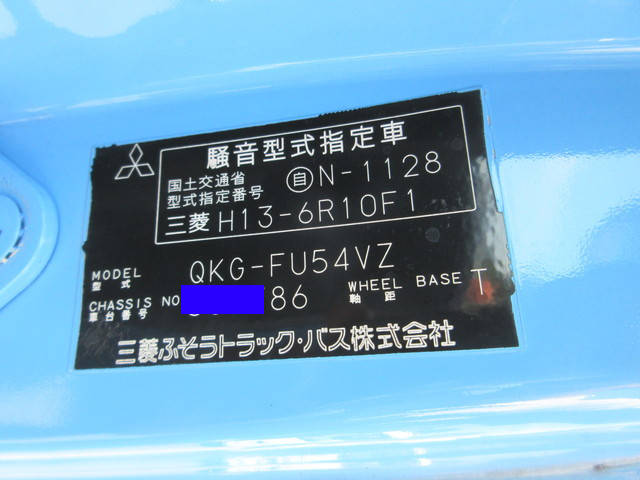 騒音型式指定車
国土交通省
型式指定番号 自N-1128
三菱 H13-6R10F1
MODEL QKG-FU54VZ
型式
CHASSIS NO 86 WHEEL BASE T
車台番号 軸距
三菱ふそうトラック・バス株式会社